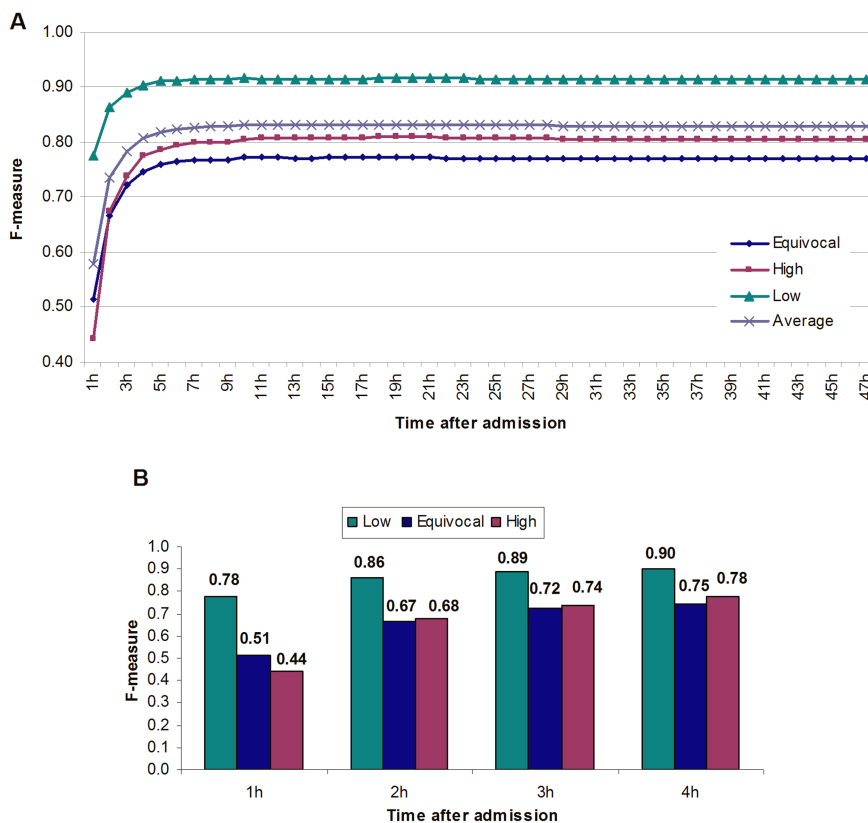 A
1.00
0.90
0.80
0.70
0.60
0.50
0.40
F-measure
Equivocal
High
Low
Average
1h 3h 5h 7h 9h 11h 13h 15h 17h 19h 21h 23h 25h 27h 29h 31h 33h 35h 37h 39h 41h 43h 45h 47h
Time after admission
B
Low Equivocal High
1.0
0.9
0.8
0.7
0.6
0.5
0.4
0.3
0.2
0.1
0.0
F-measure
0.78 0.51 0.44
0.86 0.67 0.68
0.89 0.72 0.74
0.90 0.75 0.78
1h 2h 3h 4h
Time after admission